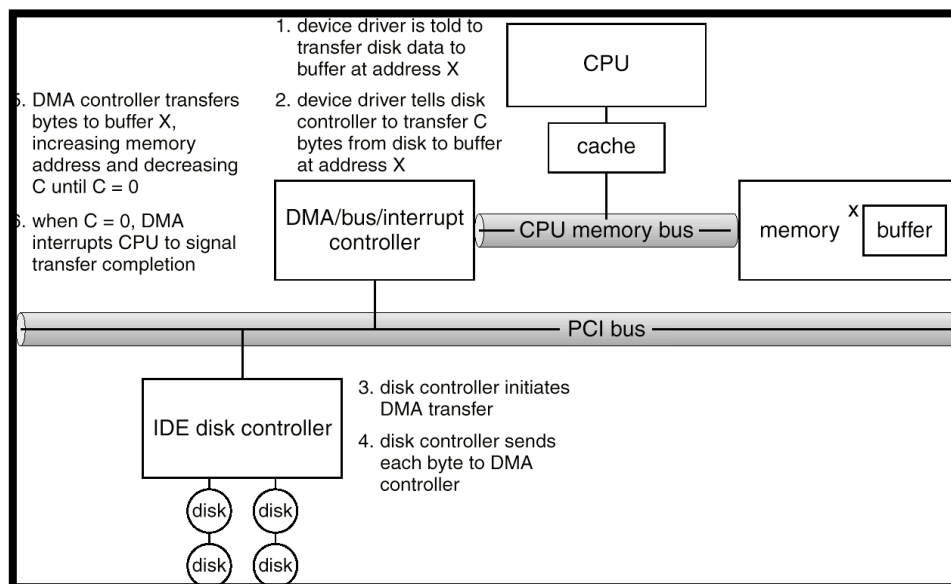 1. device driver is told to
transfer disk data to
buffer at address X
2. device driver tells disk
controller to transfer C
bytes from disk to buffer
at address X
CPU
cache
5. DMA controller transfers
bytes to buffer X,
increasing memory
address and decreasing
C until C = 0
6. when C = 0, DMA
interrupts CPU to signal
transfer completion
DMA/bus/interrupt
controller
CPU memory bus
memory
X
buffer
PCI bus
IDE disk controller
3. disk controller initiates
DMA transfer
4. disk controller sends
each byte to DMA
controller
disk
disk
disk
disk